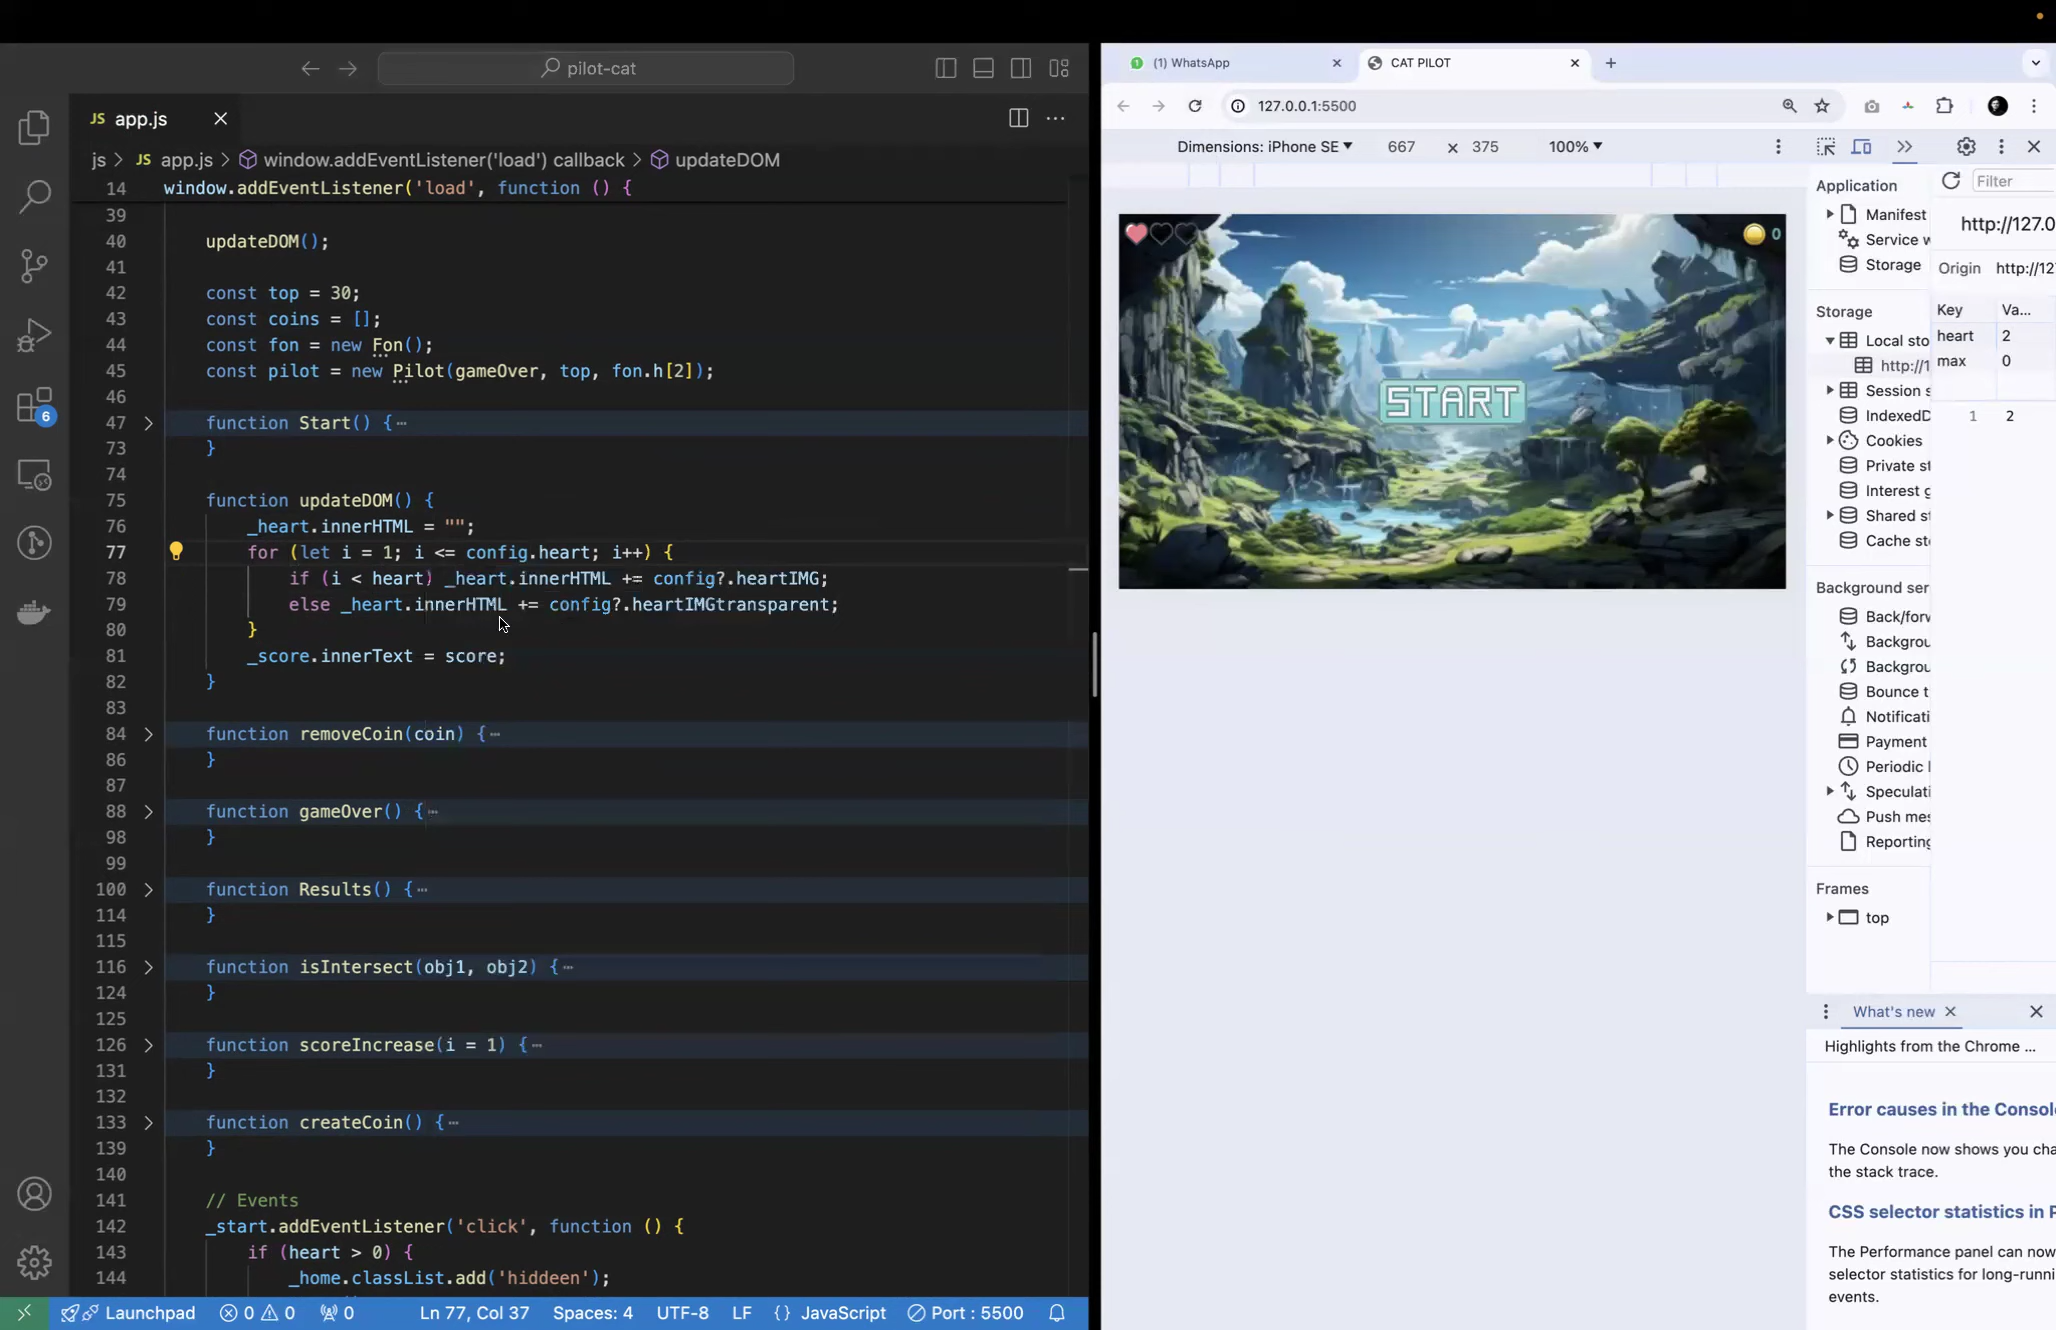 pilot-cat
JS app.js
js > JS app.js > window.addEventListener('load') callback > updateDOM
14 window.addEventListener('load', function () {
39
40 updateDOM();
41
42 const top = 30;
43 const coins = [];
44 const fon = new Fon();
45 const pilot = new Pilot(gameOver, top, fon.h[2]);
46
47 function Start() {⋯
73 }
74
75 function updateDOM() {
76 _heart.innerHTML = "";
77 for (let i = 1; i <= config.heart; i++) {
78 if (i < heart) _heart.innerHTML += config?.heartIMG;
79 else _heart.innerHTML += config?.heartIMGtransparent;
80 }
81 _score.innerText = score;
82 }
83
84 function removeCoin(coin) {⋯
86 }
87
88 function gameOver() {⋯
98 }
99
100 function Results() {⋯
114 }
115
116 function isIntersect(obj1, obj2) {⋯
124 }
125
126 function scoreIncrease(i = 1) {⋯
131 }
132
133 function createCoin() {⋯
139 }
140
141 // Events
142 _start.addEventListener('click', function () {
143 if (heart > 0) {
144 _home.classList.add('hiddeen');
6
Launchpad 0 0 0 Ln 77, Col 37 Spaces: 4 UTF-8 LF {} JavaScript Port : 5500
1 (1) WhatsApp CAT PILOT
127.0.0.1:5500
Dimensions: iPhone SE 667 × 375 100%
0
START
Application
Manifest
Service w
Storage
Storage
Local sto
http://1
Session s
IndexedD
Cookies
Private st
Interest g
Shared st
Cache sto
Background ser
Back/forw
Backgrou
Backgrou
Bounce t
Notificati
Payment
Periodic
Speculati
Push mes
Reporting
Frames
top
Filter
http://127.0
Origin http://127
Key Va...
heart 2
max 0
1 2
What's new
Highlights from the Chrome ...
Error causes in the Console
The Console now shows you cha
the stack trace.
CSS selector statistics in P
The Performance panel can now
selector statistics for long-runni
events.